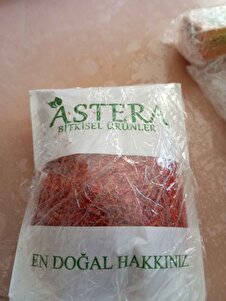 ASTERA
BİTKİSEL ÜRÜNLER
EN DOĞAL HAKKINIZ